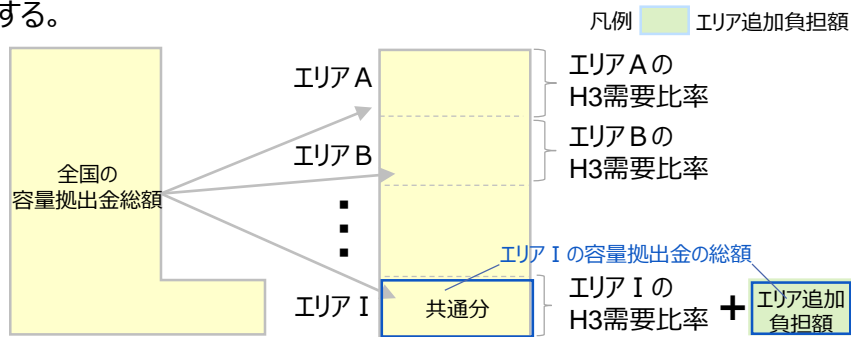 する。
凡例 エリア追加負担額
エリアA
エリアAの
H3需要比率
エリアB
エリアBの
H3需要比率
全国の
容量拠出金総額
エリアⅠの容量拠出金の総額
エリアⅠ
共通分
エリアⅠの
H3需要比率
+
エリア追加
負担額